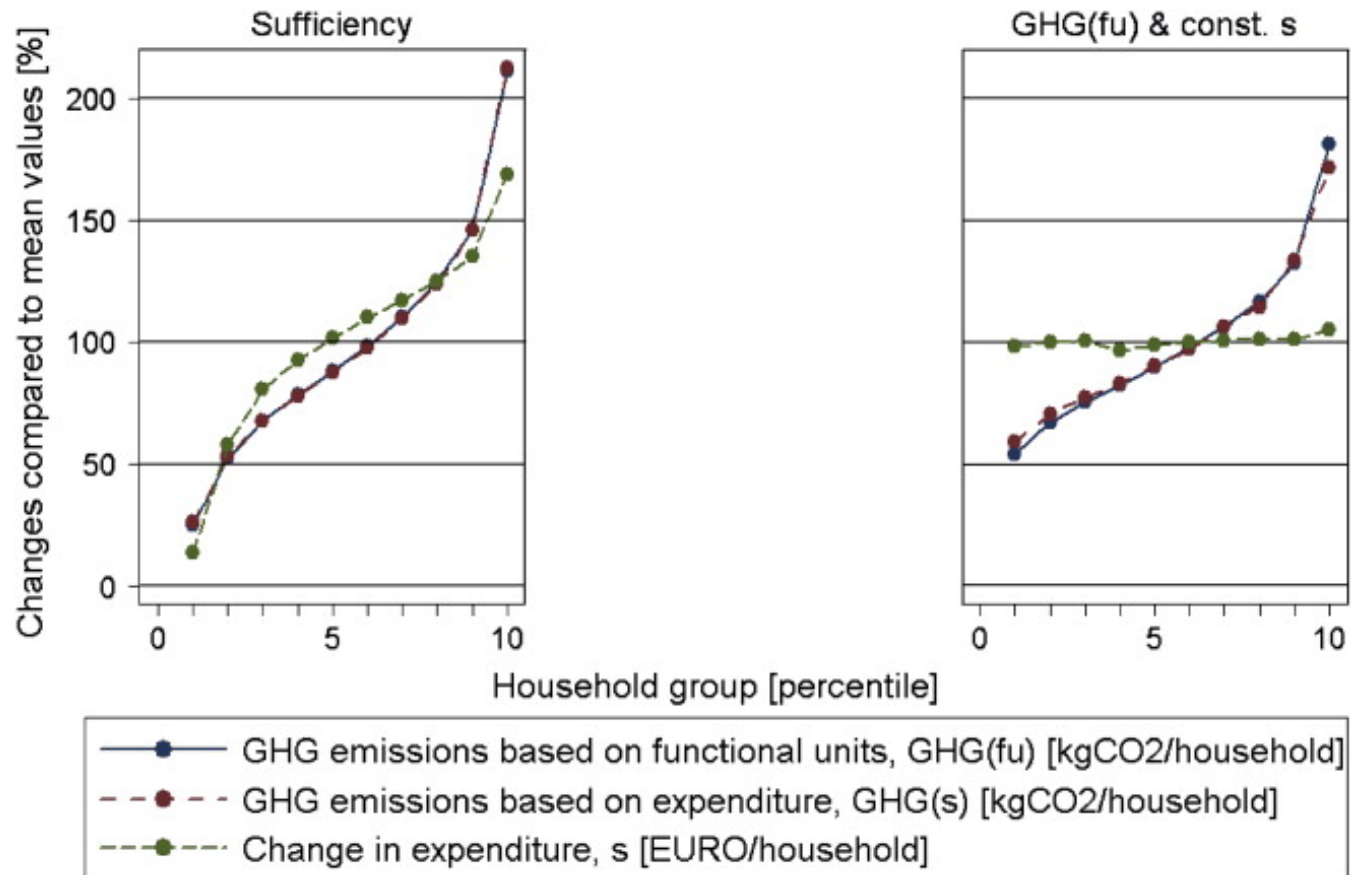 Sufficiency
GHG(fu) & const. s
Changes compared to mean values [%]
200
150
100
50
0
0 5 10
0 5 10
Household group [percentile]
GHG emissions based on functional units, GHG(fu) [kgCO2/household]
GHG emissions based on expenditure, GHG(s) [kgCO2/household]
Change in expenditure, s [EURO/household]